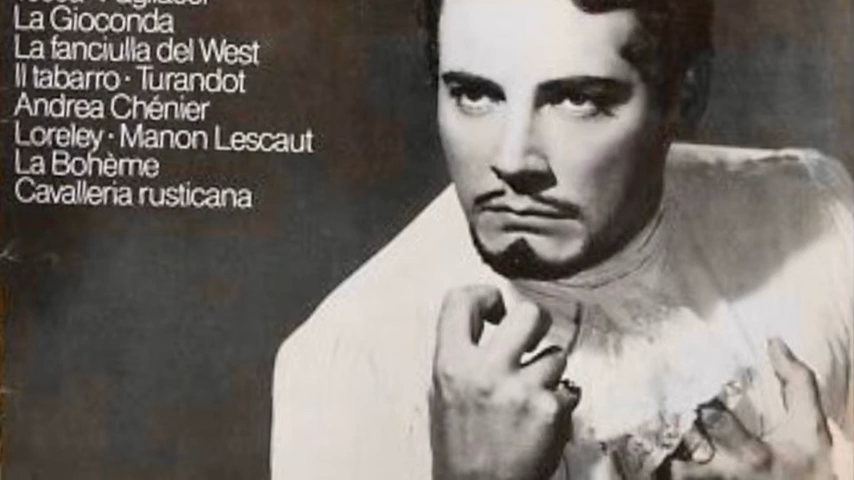 La Gioconda
La fanciulla del West
Il tabarro · Turandot
Andrea Chénier
Loreley · Manon Lescaut
La Bohème
Cavalleria rusticana